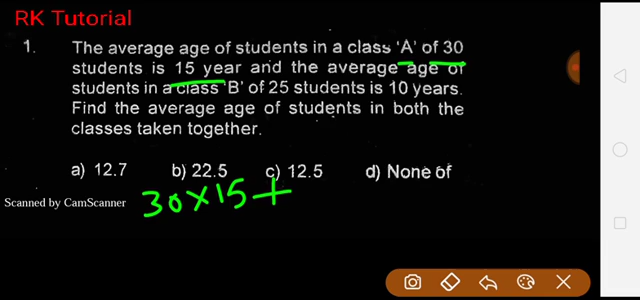 RK Tutorial
1. The average age of students in a class 'A' of 30
students is 15 year and the average age of
students in a class 'B' of 25 students is 10 years.
Find the average age of students in both the
classes taken together.
a) 12.7 b) 22.5 c) 12.5 d) None of
Scanned by CamScanner
30×15+